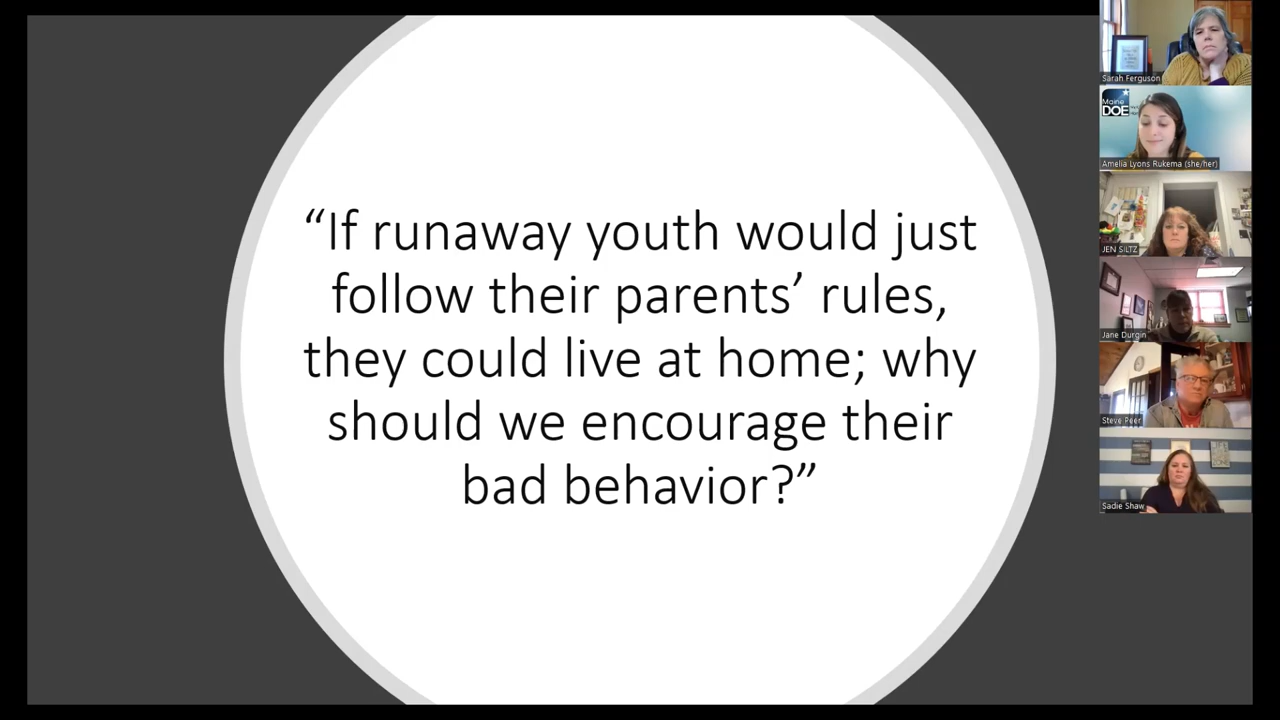 “If runaway youth would just
follow their parents’ rules,
they could live at home; why
should we encourage their
bad behavior?”
Sarah Ferguson
Maine
DOE
Amelia Lyons Rukema (she/her)
JEN SILTZ
Jane Durgin
Steve Peer
Sadie Shaw